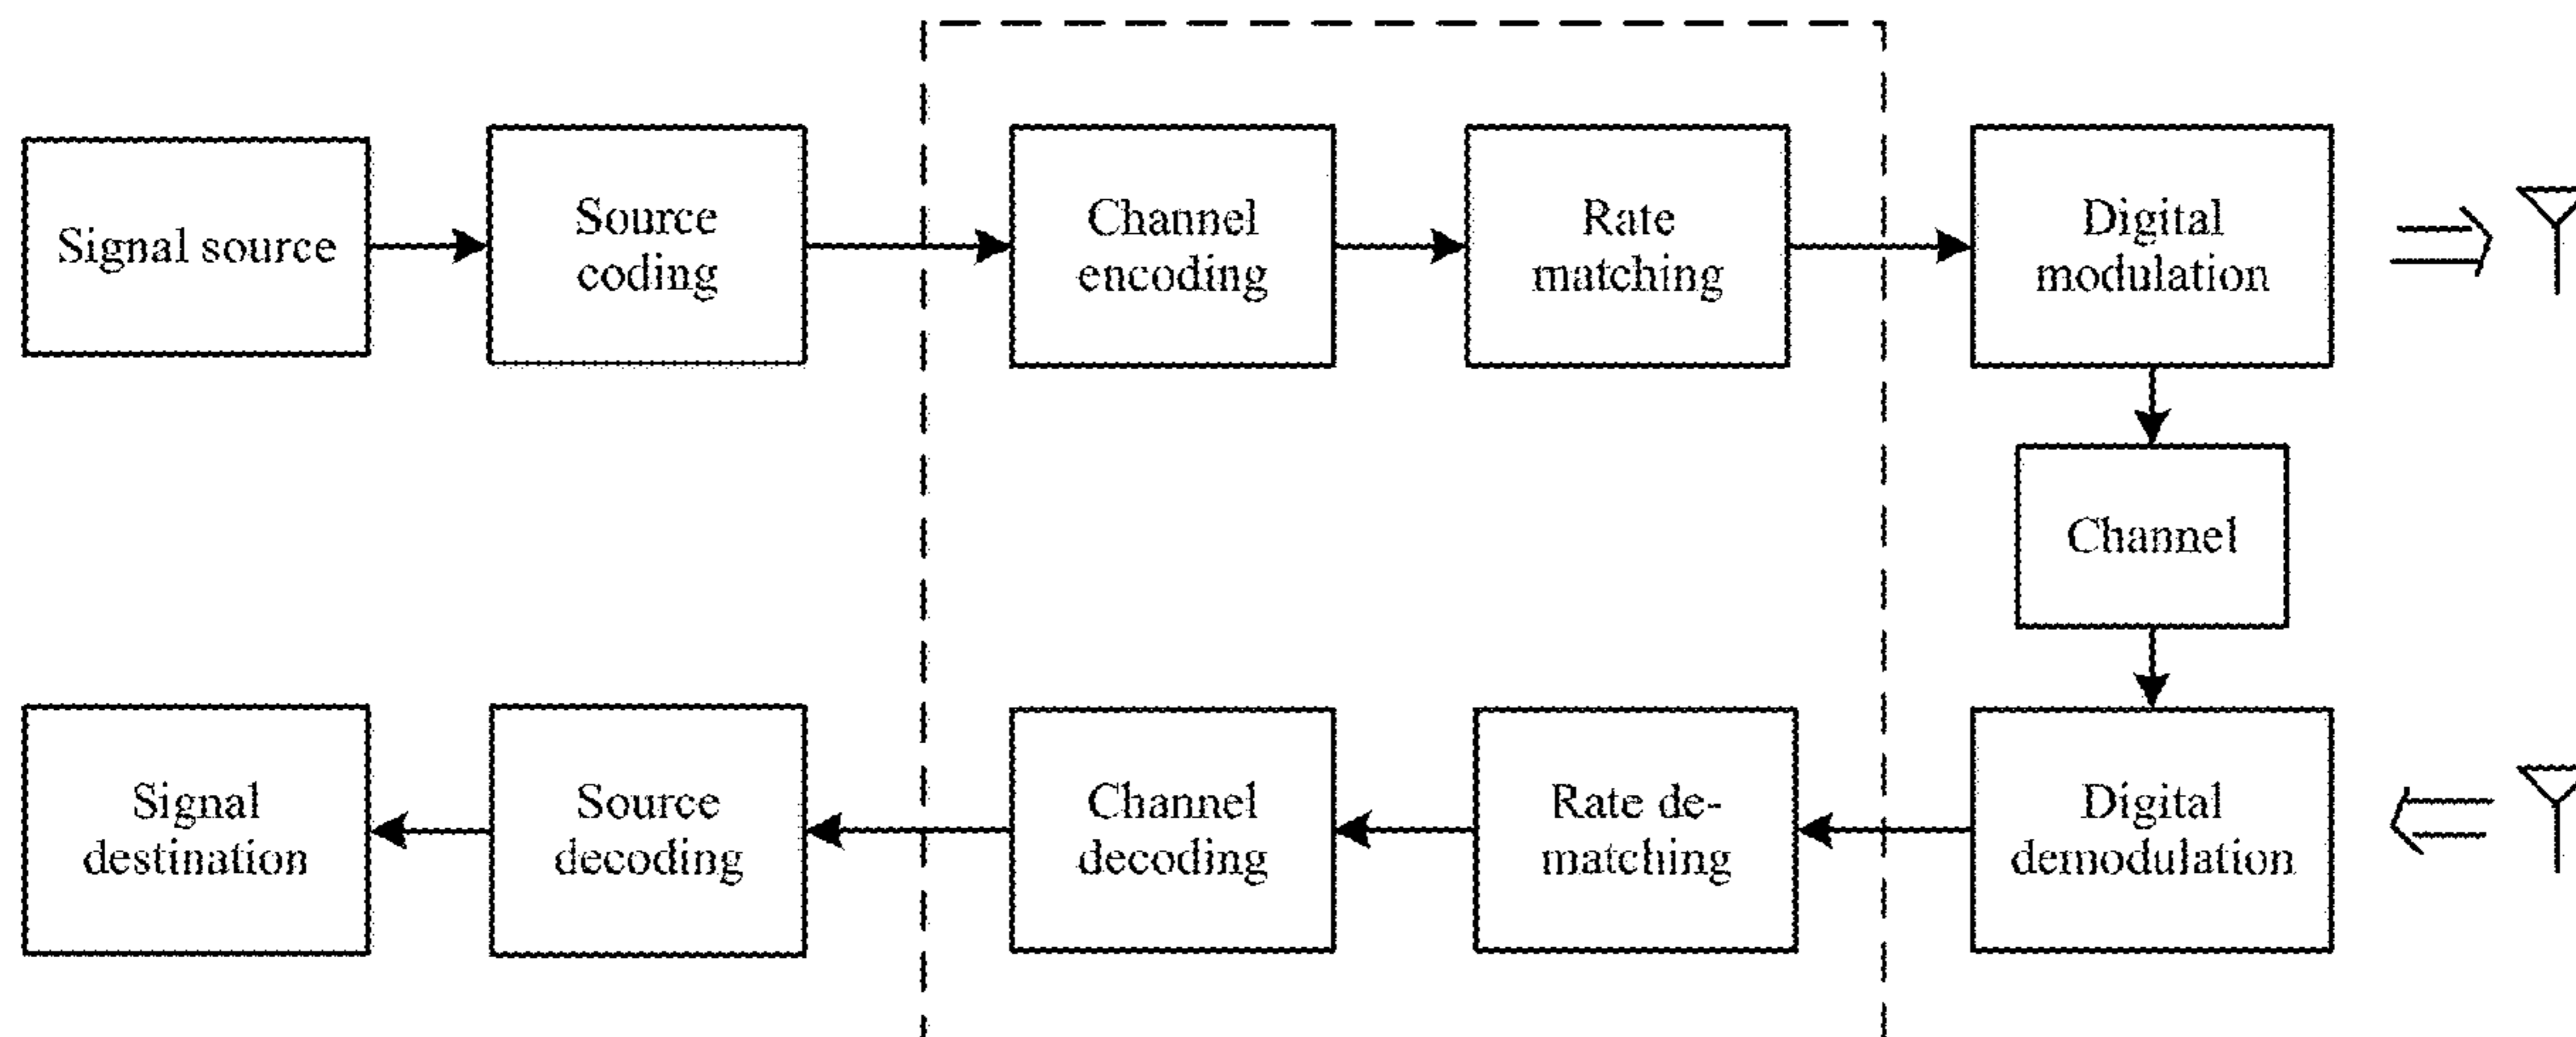 Signal source
Source
coding
Channel
encoding
Rate
matching
Digital
modulation
Channel
Signal
destination
Source
decoding
Channel
decoding
Rate de-
matching
Digital
demodulation